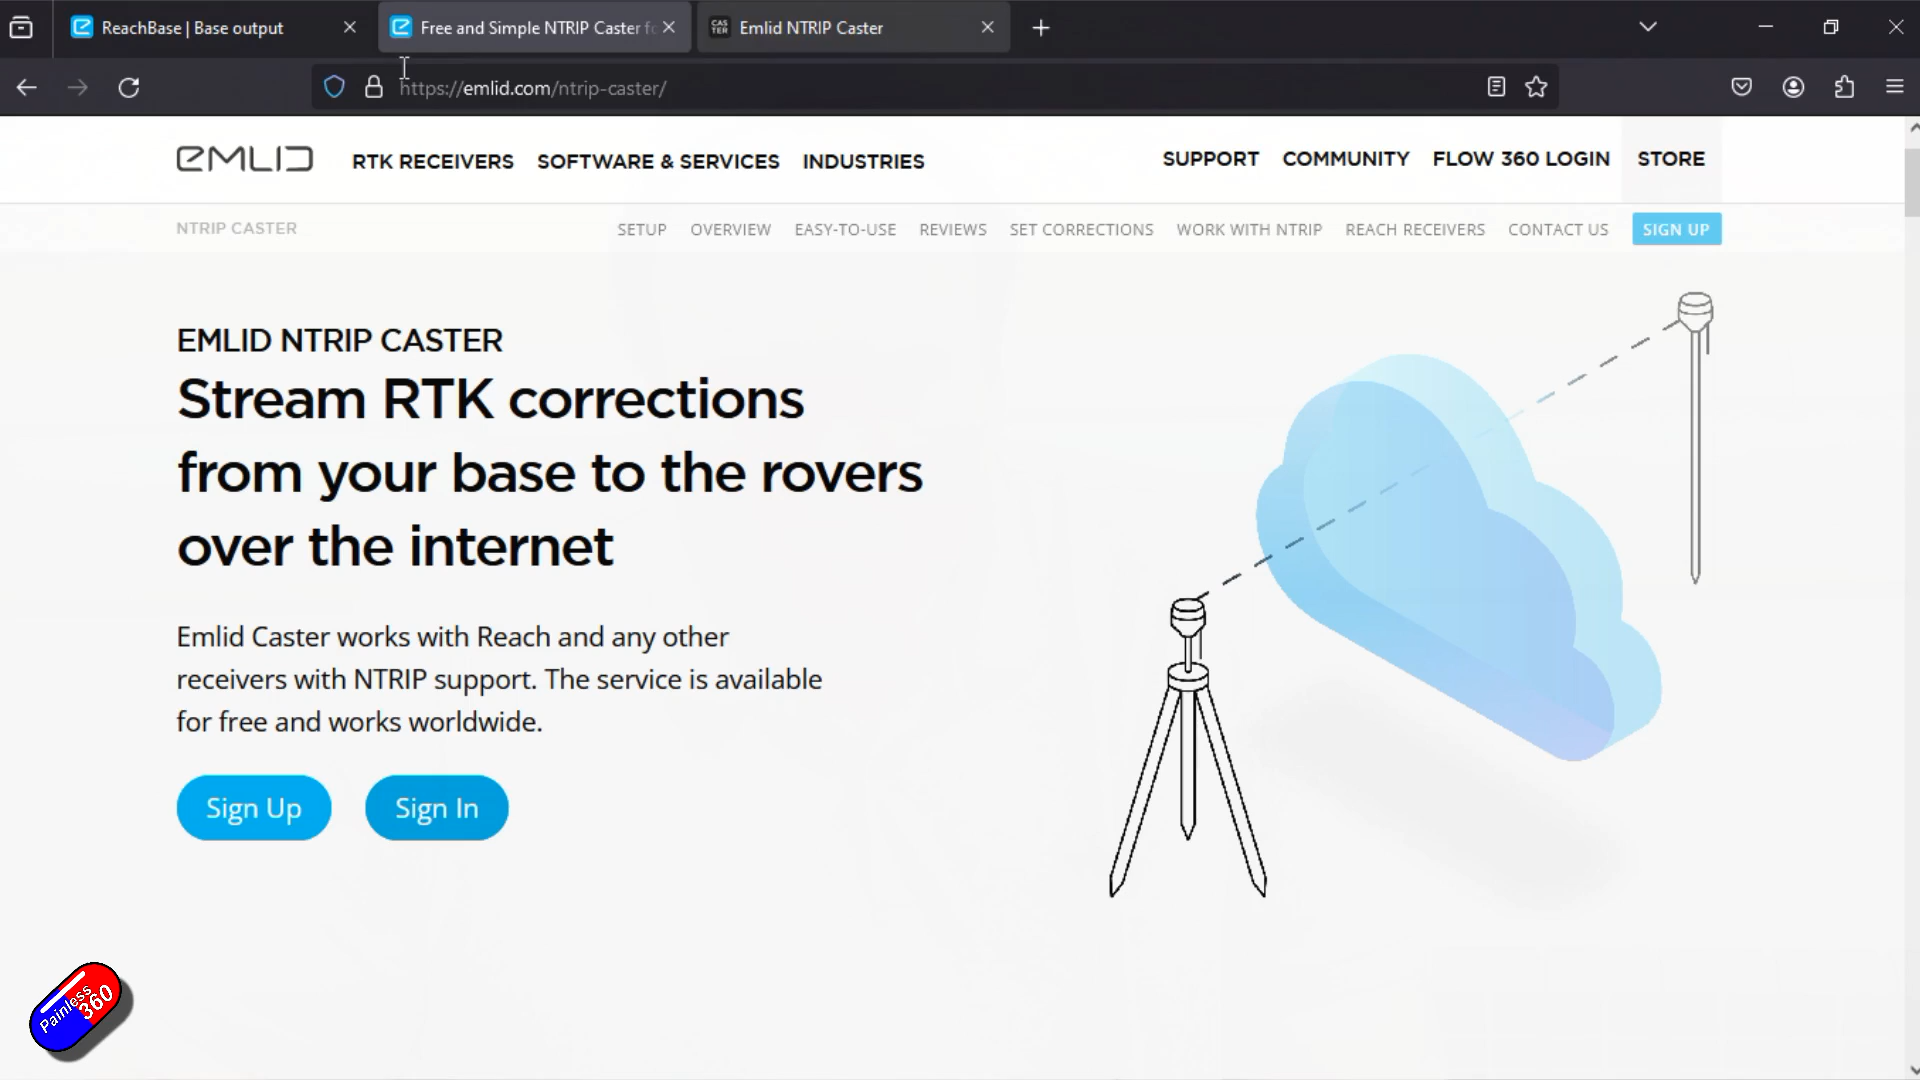 ReachBase | Base output
Free and Simple NTRIP Caster fo
CAS
TER
Emlid NTRIP Caster
https://emlid.com/ntrip-caster/
EMLID
RTK RECEIVERS
SOFTWARE & SERVICES
INDUSTRIES
SUPPORT
COMMUNITY
FLOW 360 LOGIN
STORE
NTRIP CASTER
SETUP
OVERVIEW
EASY-TO-USE
REVIEWS
SET CORRECTIONS
WORK WITH NTRIP
REACH RECEIVERS
CONTACT US
SIGN UP
EMLID NTRIP CASTER
Stream RTK corrections
from your base to the rovers
over the internet
Emlid Caster works with Reach and any other
receivers with NTRIP support. The service is available
for free and works worldwide.
Sign Up
Sign In
Painless
360